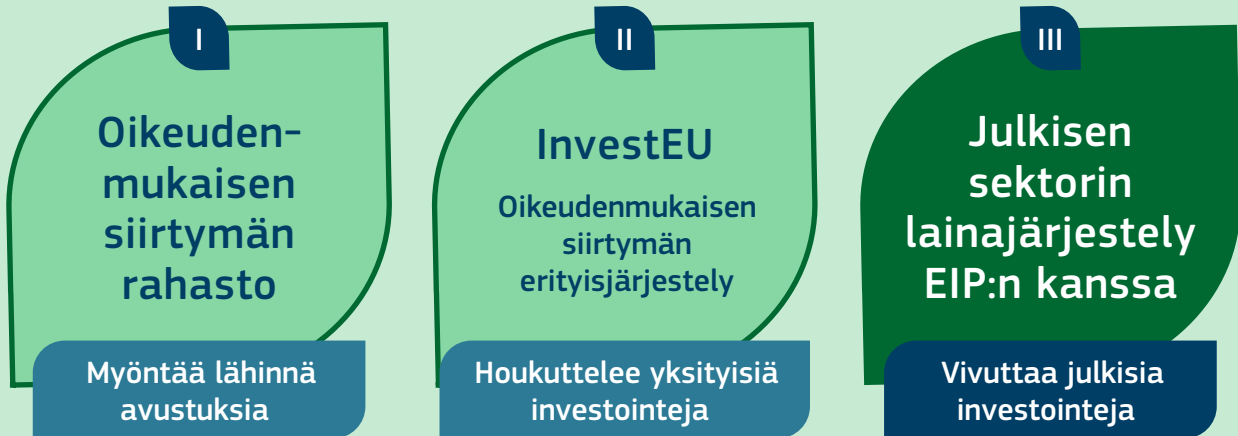 I
Oikeuden-
mukaisen
siirtymän
rahasto
Myöntää lähinnä
avustuksia
II
InvestEU
Oikeudenmukaisen
siirtymän
erityisjärjestely
Houkuttelee yksityisiä
investointeja
III
Julkisen
sektorin
lainajärjestely
EIP:n kanssa
Vivuttaa julkisia
investointeja